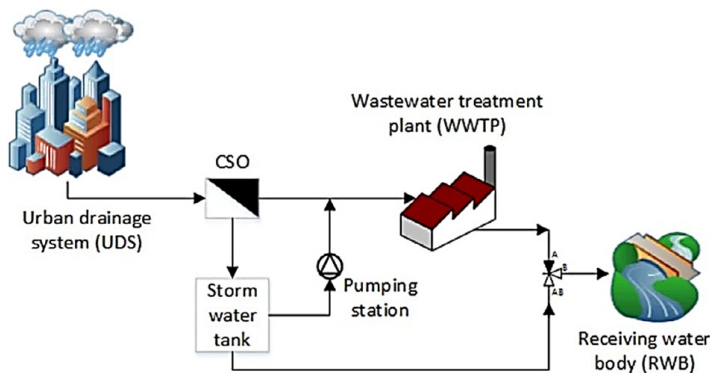 Wastewater treatment
plant (WWTP)
CSO
Urban drainage
system (UDS)
Storm
water
tank
Pumping
station
A
B
AB
Receiving water
body (RWB)